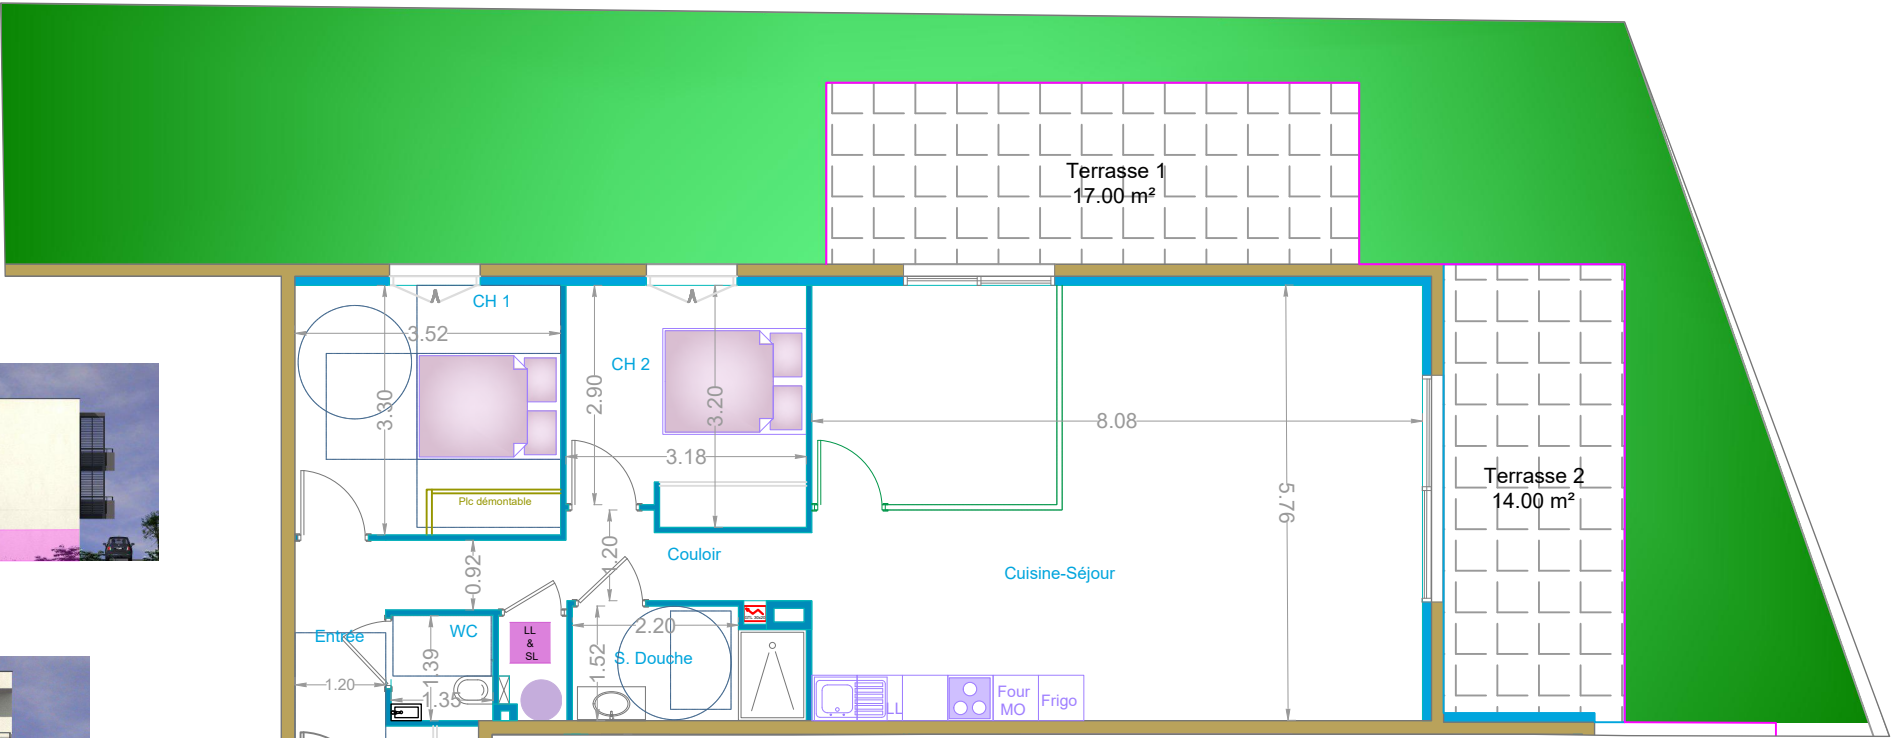 Terrasse 1
17.00 m²
CH 1
3.52
CH 2
3.30
2.90
3.20
8.08
3.18
Terrasse 2
14.00 m²
5.76
Plc démontable
Couloir
1.20
0.92
Cuisine-Séjour
Entrée
WC
LL
&
SL
2.20
S. Douche
1.39
1.52
1.20
1.35
LL
Four
MO
Frigo